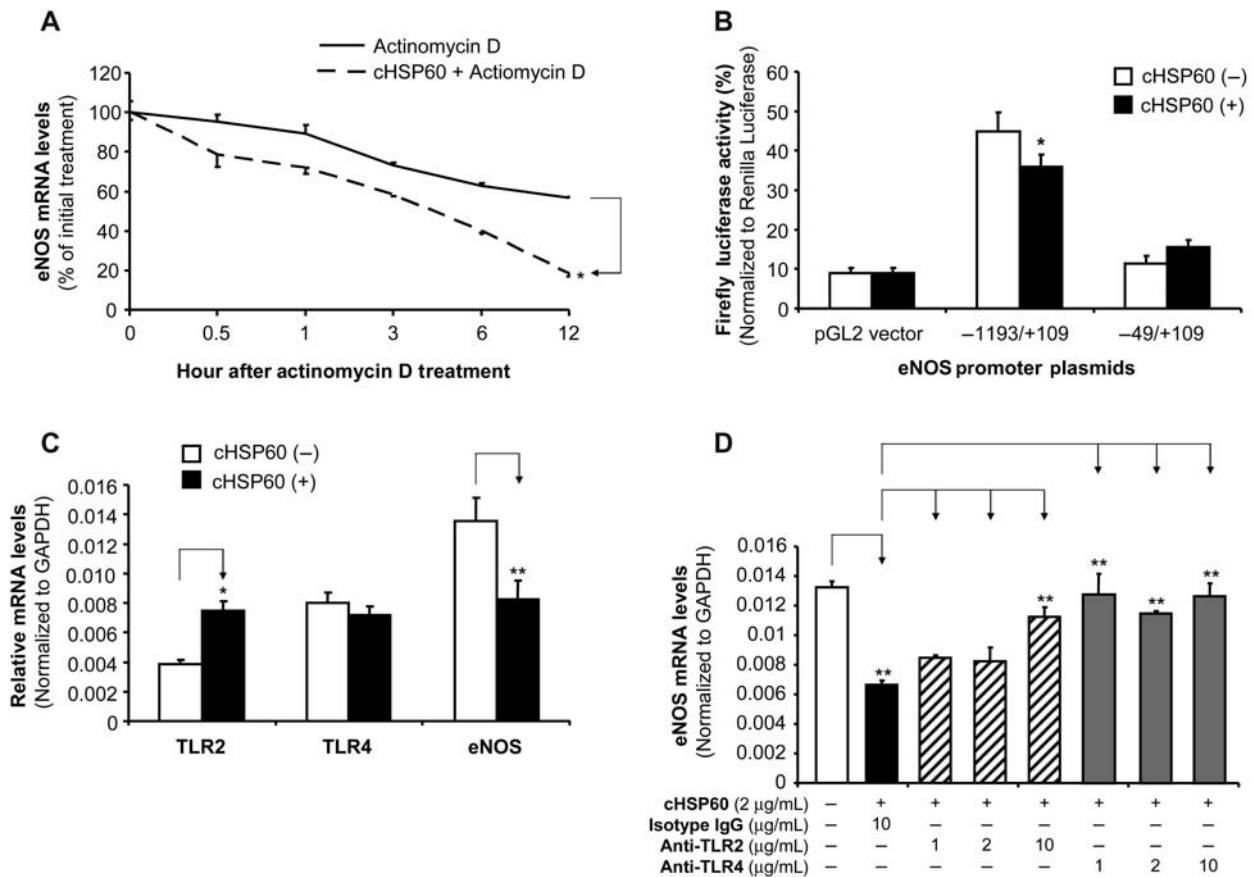 A
Actinomycin D
cHSP60 + Actiomycin D
eNOS mRNA levels
(% of initial treatment)
120
100
80
60
40
20
0
*
0 0.5 1 3 6 12
Hour after actinomycin D treatment
B
cHSP60 (–)
cHSP60 (+)
Firefly luciferase activity (%)
(Normalized to Renilla Luciferase)
60
50
40
30
20
10
0
*
pGL2 vector –1193/+109 –49/+109
eNOS promoter plasmids
C
cHSP60 (–)
cHSP60 (+)
Relative mRNA levels
(Normalized to GAPDH)
0.016
0.014
0.012
0.010
0.008
0.006
0.004
0.002
0
*
**
TLR2 TLR4 eNOS
D
eNOS mRNA levels
(Normalized to GAPDH)
0.016
0.014
0.012
0.01
0.008
0.006
0.004
0.002
0
** ** ** ** **
cHSP60 (2 μg/mL) – + + + + + + +
Isotype IgG (μg/mL) – 10 – – – – – –
Anti-TLR2 (μg/mL) – – 1 2 10 – – –
Anti-TLR4 (μg/mL) – – – – – 1 2 10